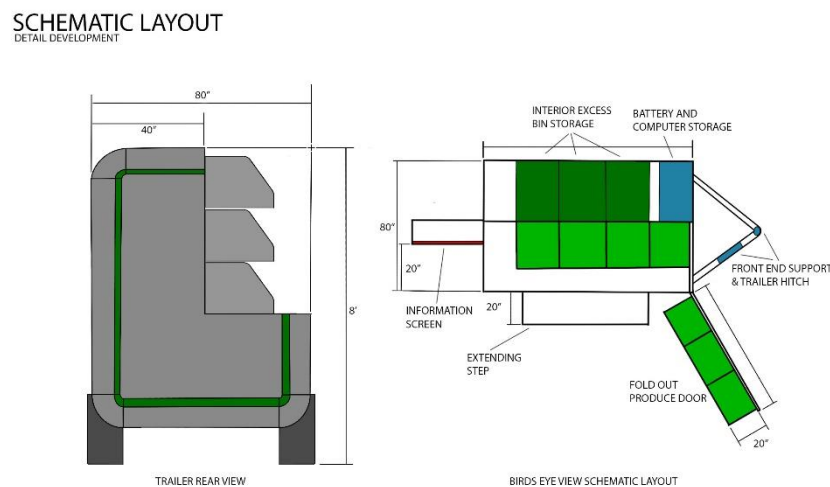 SCHEMATIC LAYOUT
DETAIL DEVELOPMENT
80"
40"
8'
TRAILER REAR VIEW
INTERIOR EXCESS
BIN STORAGE
BATTERY AND
COMPUTER STORAGE
80"
20"
INFORMATION
SCREEN
20"
EXTENDING
STEP
FRONT END SUPPORT
& TRAILER HITCH
FOLD OUT
PRODUCE DOOR
20"
BIRDS EYE VIEW SCHEMATIC LAYOUT